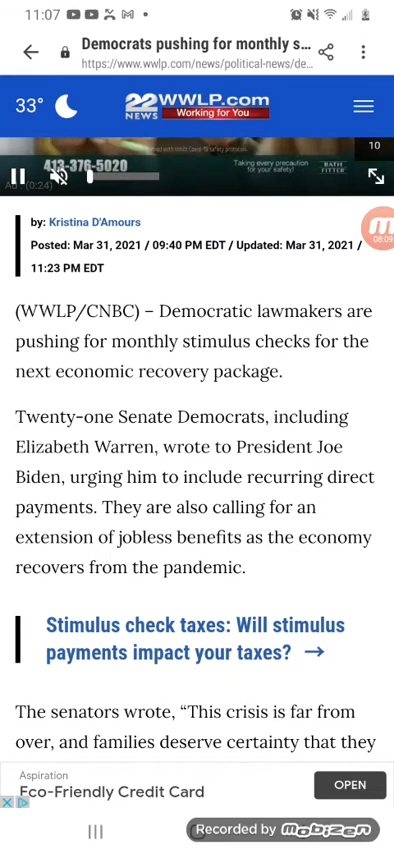 11:07
Democrats pushing for monthly s...
https://www.wwlp.com/news/political-news/de...
33°
22 WWLP.com
NEWS Working for You
10
413-376-5020
Taking every precaution
for your safety!
BATH
FITTER
Ad · (0:24)
by: Kristina D'Amours
Posted: Mar 31, 2021 / 09:40 PM EDT / Updated: Mar 31, 2021 /
11:23 PM EDT
08:09
(WWLP/CNBC) – Democratic lawmakers are
pushing for monthly stimulus checks for the
next economic recovery package.
Twenty-one Senate Democrats, including
Elizabeth Warren, wrote to President Joe
Biden, urging him to include recurring direct
payments. They are also calling for an
extension of jobless benefits as the economy
recovers from the pandemic.
Stimulus check taxes: Will stimulus
payments impact your taxes? →
The senators wrote, “This crisis is far from
over, and families deserve certainty that they
Aspiration
Eco-Friendly Credit Card
OPEN
Recorded by mobizen